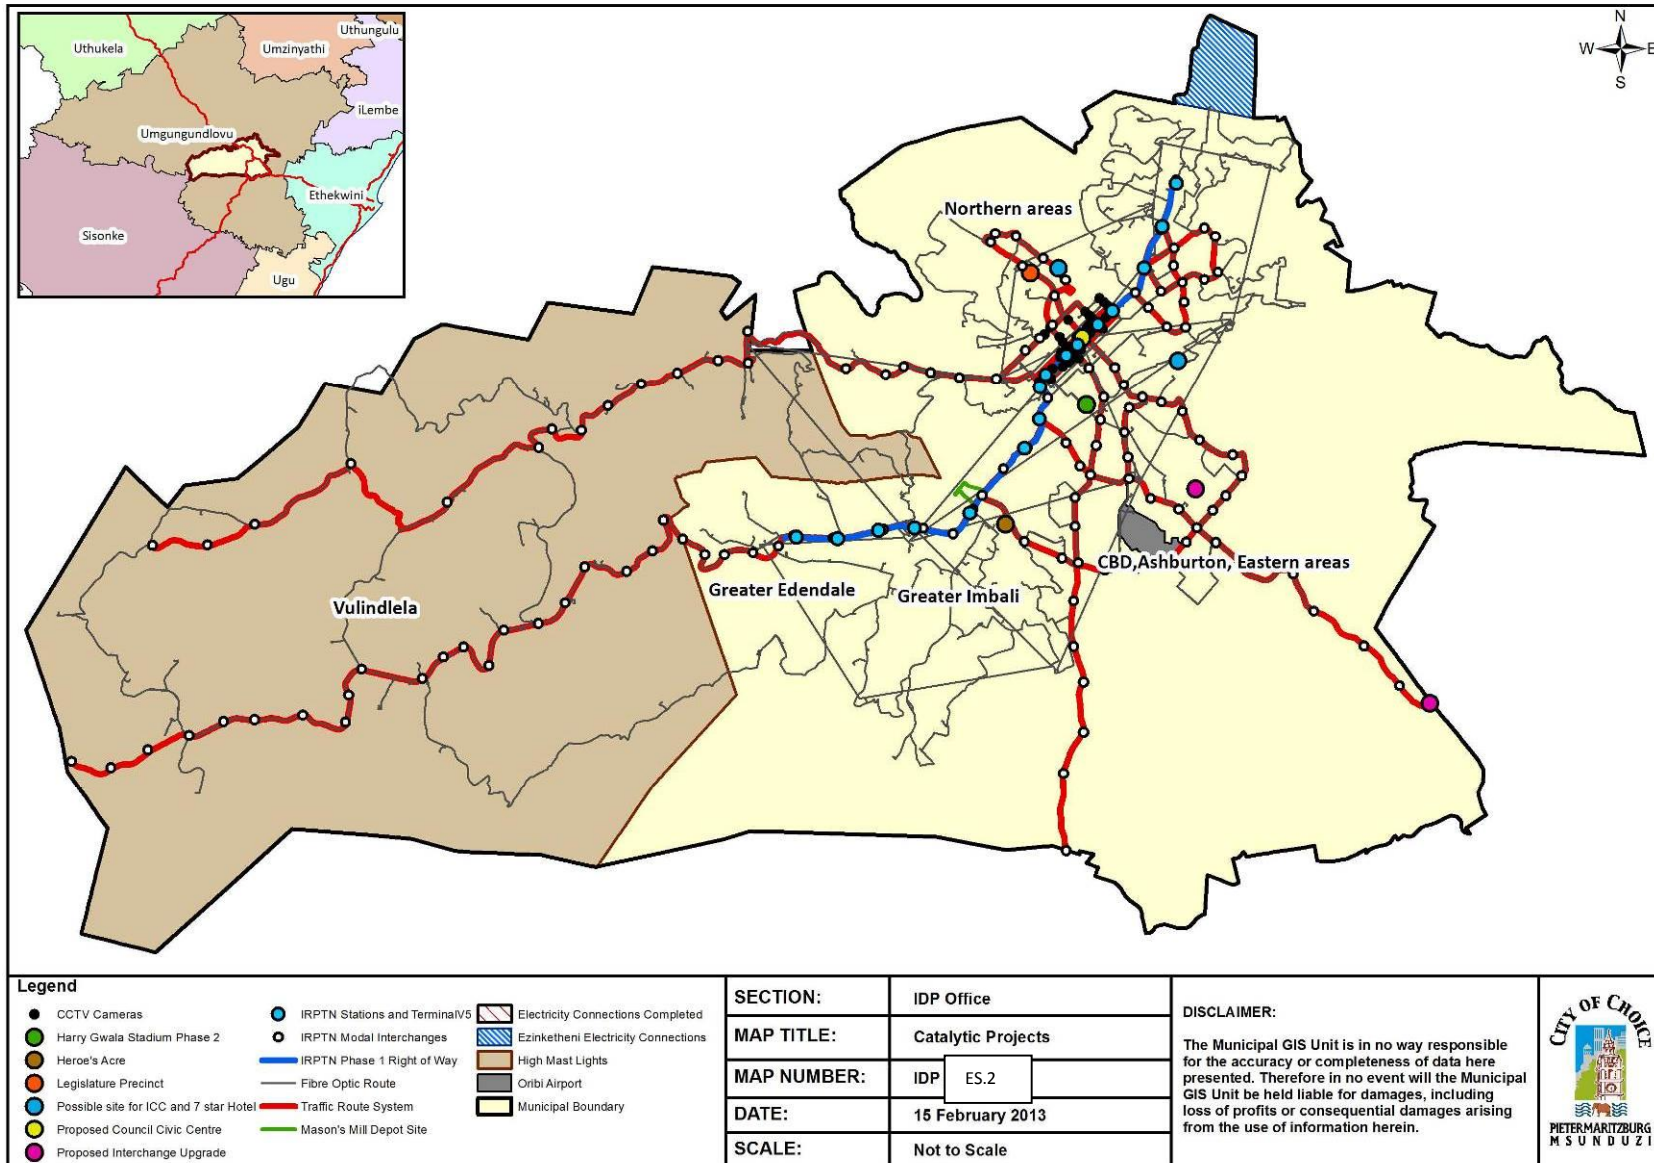 Uthungulu
Uthukela
Umzinyathi
iLembe
Umgungundlovu
Ethekwini
Sisonke
Ugu
N
W E
S
Northern areas
CBD,Ashburton, Eastern areas
Greater Edendale
Greater Imbali
Vulindlela
Legend
CCTV Cameras
Harry Gwala Stadium Phase 2
Heroe's Acre
Legislature Precinct
Possible site for ICC and 7 star Hotel
Proposed Council Civic Centre
Proposed Interchange Upgrade
IRPTN Stations and TerminalV5
IRPTN Modal Interchanges
IRPTN Phase 1 Right of Way
Fibre Optic Route
Traffic Route System
Mason's Mill Depot Site
Electricity Connections Completed
Ezinketheni Electricity Connections
High Mast Lights
Oribi Airport
Municipal Boundary
SECTION: IDP Office
MAP TITLE: Catalytic Projects
MAP NUMBER: IDP ES.2
DATE: 15 February 2013
SCALE: Not to Scale
DISCLAIMER:
The Municipal GIS Unit is in no way responsible
for the accuracy or completeness of data here
presented. Therefore in no event will the Municipal
GIS Unit be held liable for damages, including
loss of profits or consequential damages arising
from the use of information herein.
CITY OF CHOICE
PIETERMARITZBURG
MSUNDUZI